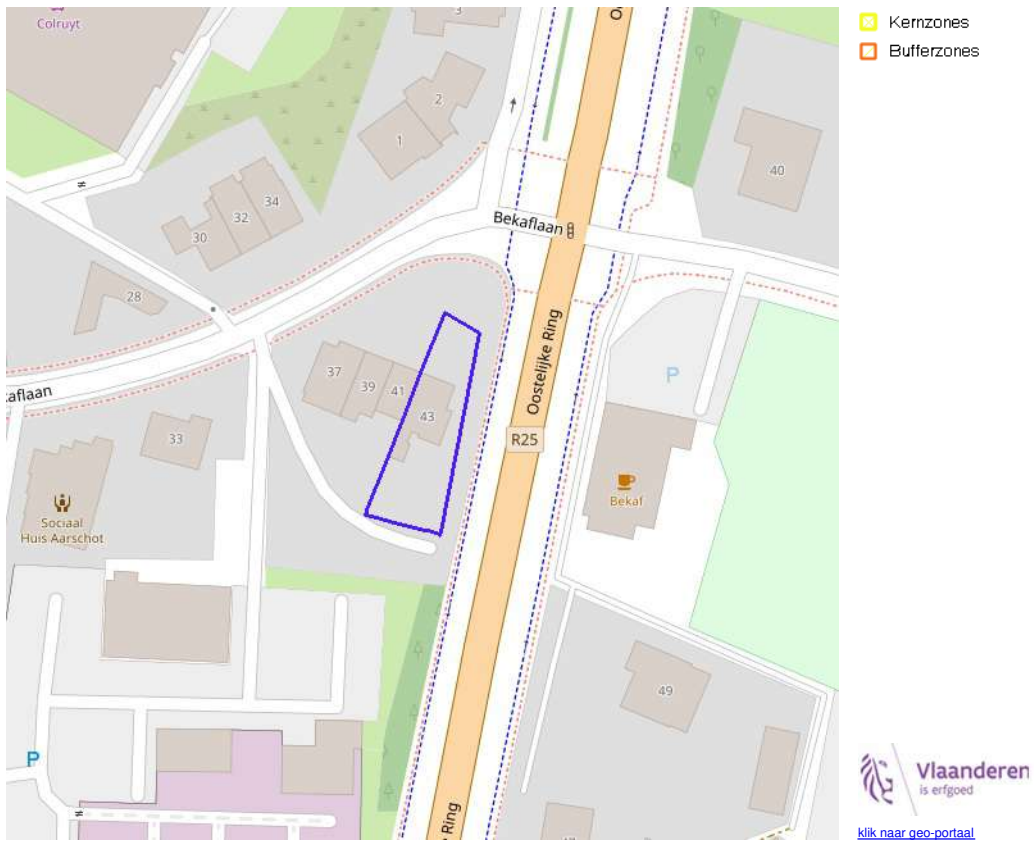 Colruyt
3
2
1
34
32
30
28
40
Bekaflaan
Oostelijke Ring
37
39
41
43
R25
P
Bekaf
kaflaan
33
Sociaal
Huis Aarschot
49
P
Ring
Kernzones
Bufferzones
Vlaanderen
is erfgoed
klik naar geo-portaal